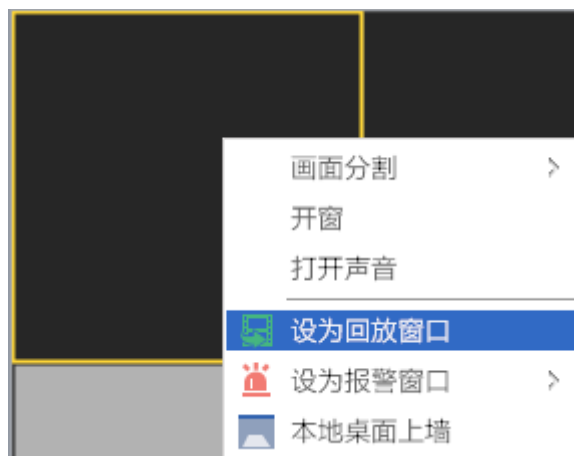 画面分割
开窗
打开声音
设为回放窗口
设为报警窗口
本地桌面上墙